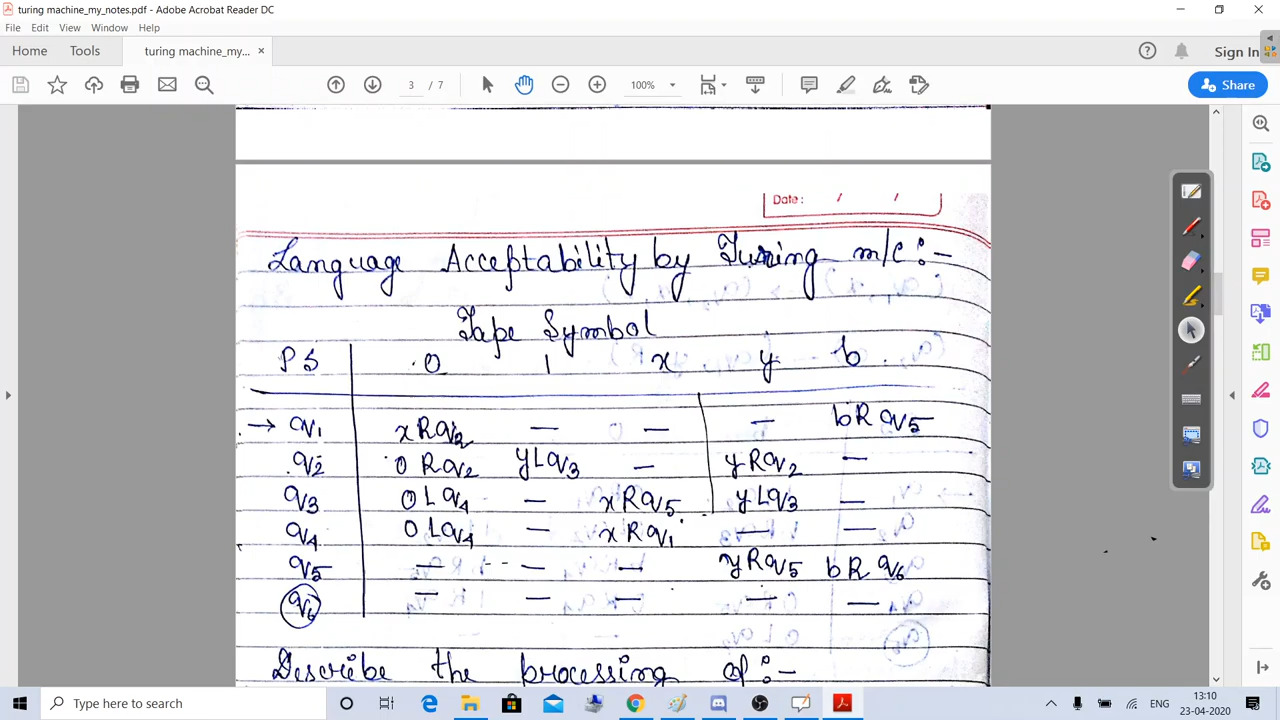 turing machine_my_notes.pdf - Adobe Acrobat Reader DC
File Edit View Window Help
Home Tools turing machine_my... × Sign In
3 / 7 100% Share
Date : / /
Language Acceptability by Turing m/c :-
Tape Symbol
PS 0 1 x y b
→ q1 xRq2 — — — bRq5
q2 0Rq2 yLq3 — yRq2 —
q3 0Lq4 — xRq5 yLq3 —
q4 0Lq4 — xRq1 — —
q5 — — — yRq5 bRq6
q6 — — — — —
Describe the processing of :-
Type here to search ENG 13:10
23-04-2020